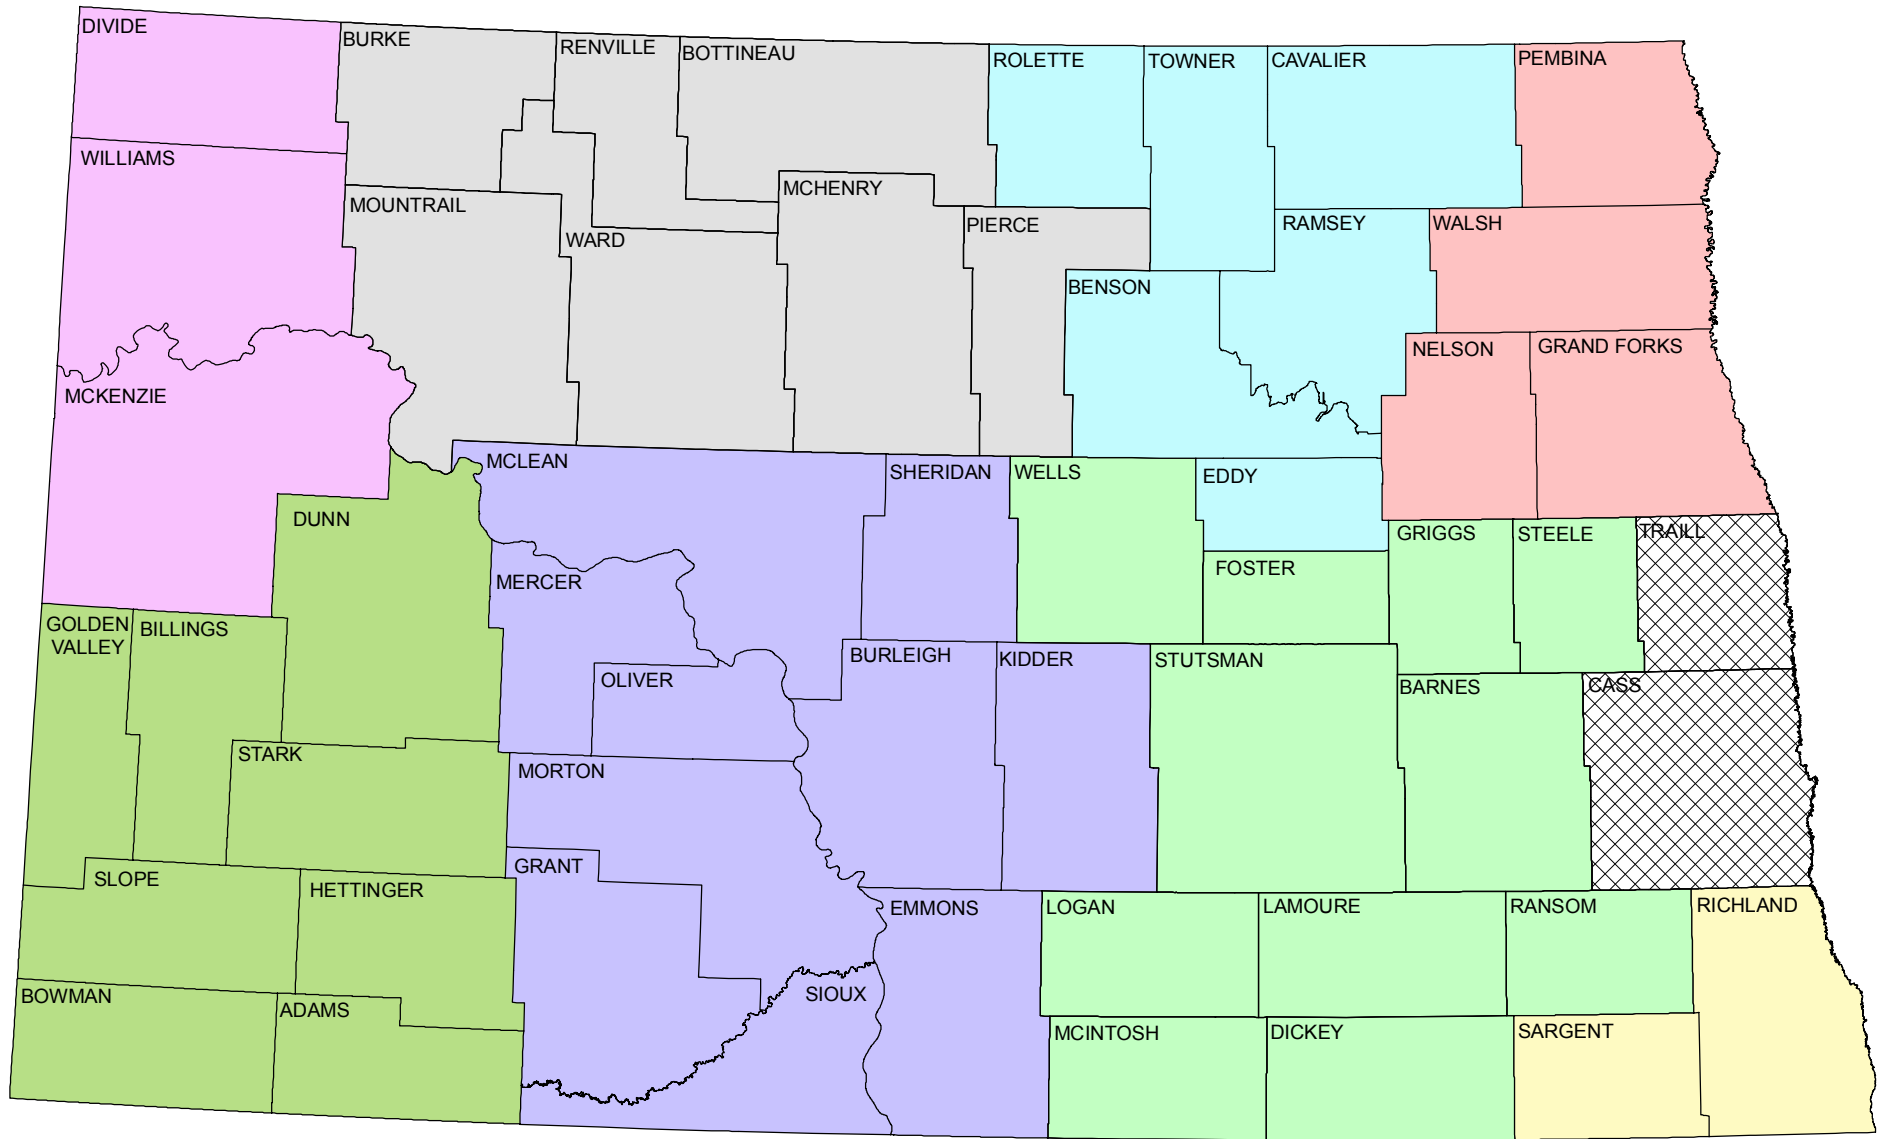 DIVIDE
BURKE
RENVILLE
BOTTINEAU
ROLETTE
TOWNER
CAVALIER
PEMBINA
WILLIAMS
MOUNTRAIL
WARD
MCHENRY
PIERCE
RAMSEY
WALSH
BENSON
NELSON
GRAND FORKS
MCKENZIE
MCLEAN
SHERIDAN
WELLS
EDDY
DUNN
GRIGGS
STEELE
TRAILL
FOSTER
MERCER
GOLDEN
VALLEY
BILLINGS
OLIVER
BURLEIGH
KIDDER
STUTSMAN
BARNES
CASS
STARK
MORTON
GRANT
SLOPE
HETTINGER
EMMONS
LOGAN
LAMOURE
RANSOM
RICHLAND
BOWMAN
ADAMS
SIOUX
MCINTOSH
DICKEY
SARGENT